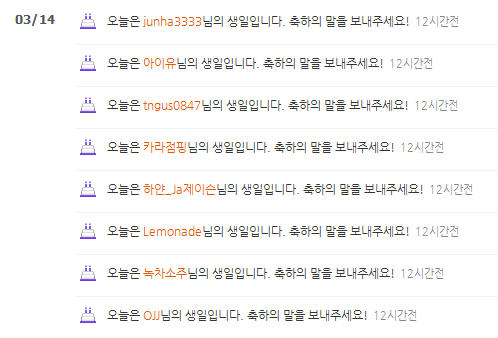 03/14 오늘은 junha3333님의 생일입니다. 축하의 말을 보내주세요! 12시간전
오늘은 아이유님의 생일입니다. 축하의 말을 보내주세요! 12시간전
오늘은 tngus0847님의 생일입니다. 축하의 말을 보내주세요! 12시간전
오늘은 카라점핑님의 생일입니다. 축하의 말을 보내주세요! 12시간전
오늘은 하얀_Ja제이슨님의 생일입니다. 축하의 말을 보내주세요! 12시간전
오늘은 Lemonade님의 생일입니다. 축하의 말을 보내주세요! 12시간전
오늘은 녹차소주님의 생일입니다. 축하의 말을 보내주세요! 12시간전
오늘은 OJJ님의 생일입니다. 축하의 말을 보내주세요! 12시간전